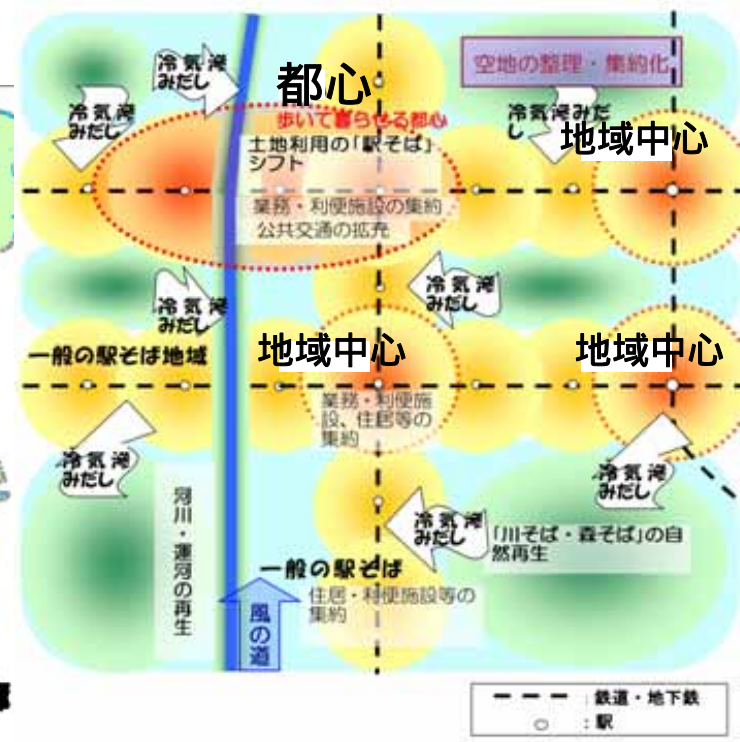 冷気滲
みだし
都心
空地の整理・集約化
冷気滲
みだし
歩いて暮らせる都心
冷気滲みだ
し
土地利用の「駅そば」
シフト
地域中心
業務・利便施設の集約
公共交通の拡充
冷気滲
みだし
冷気滲
みだし
一般の駅そば地域
地域中心
地域中心
業務・利便施
設、住居等の
集約
冷気滲
みだし
冷気滲
みだし
河川・運河の再生
冷気滲
みだし
「川そば・森そば」の自
然再生
一般の駅そば
住居・利便施設等の
集約
風の道
:鉄道・地下鉄
:駅